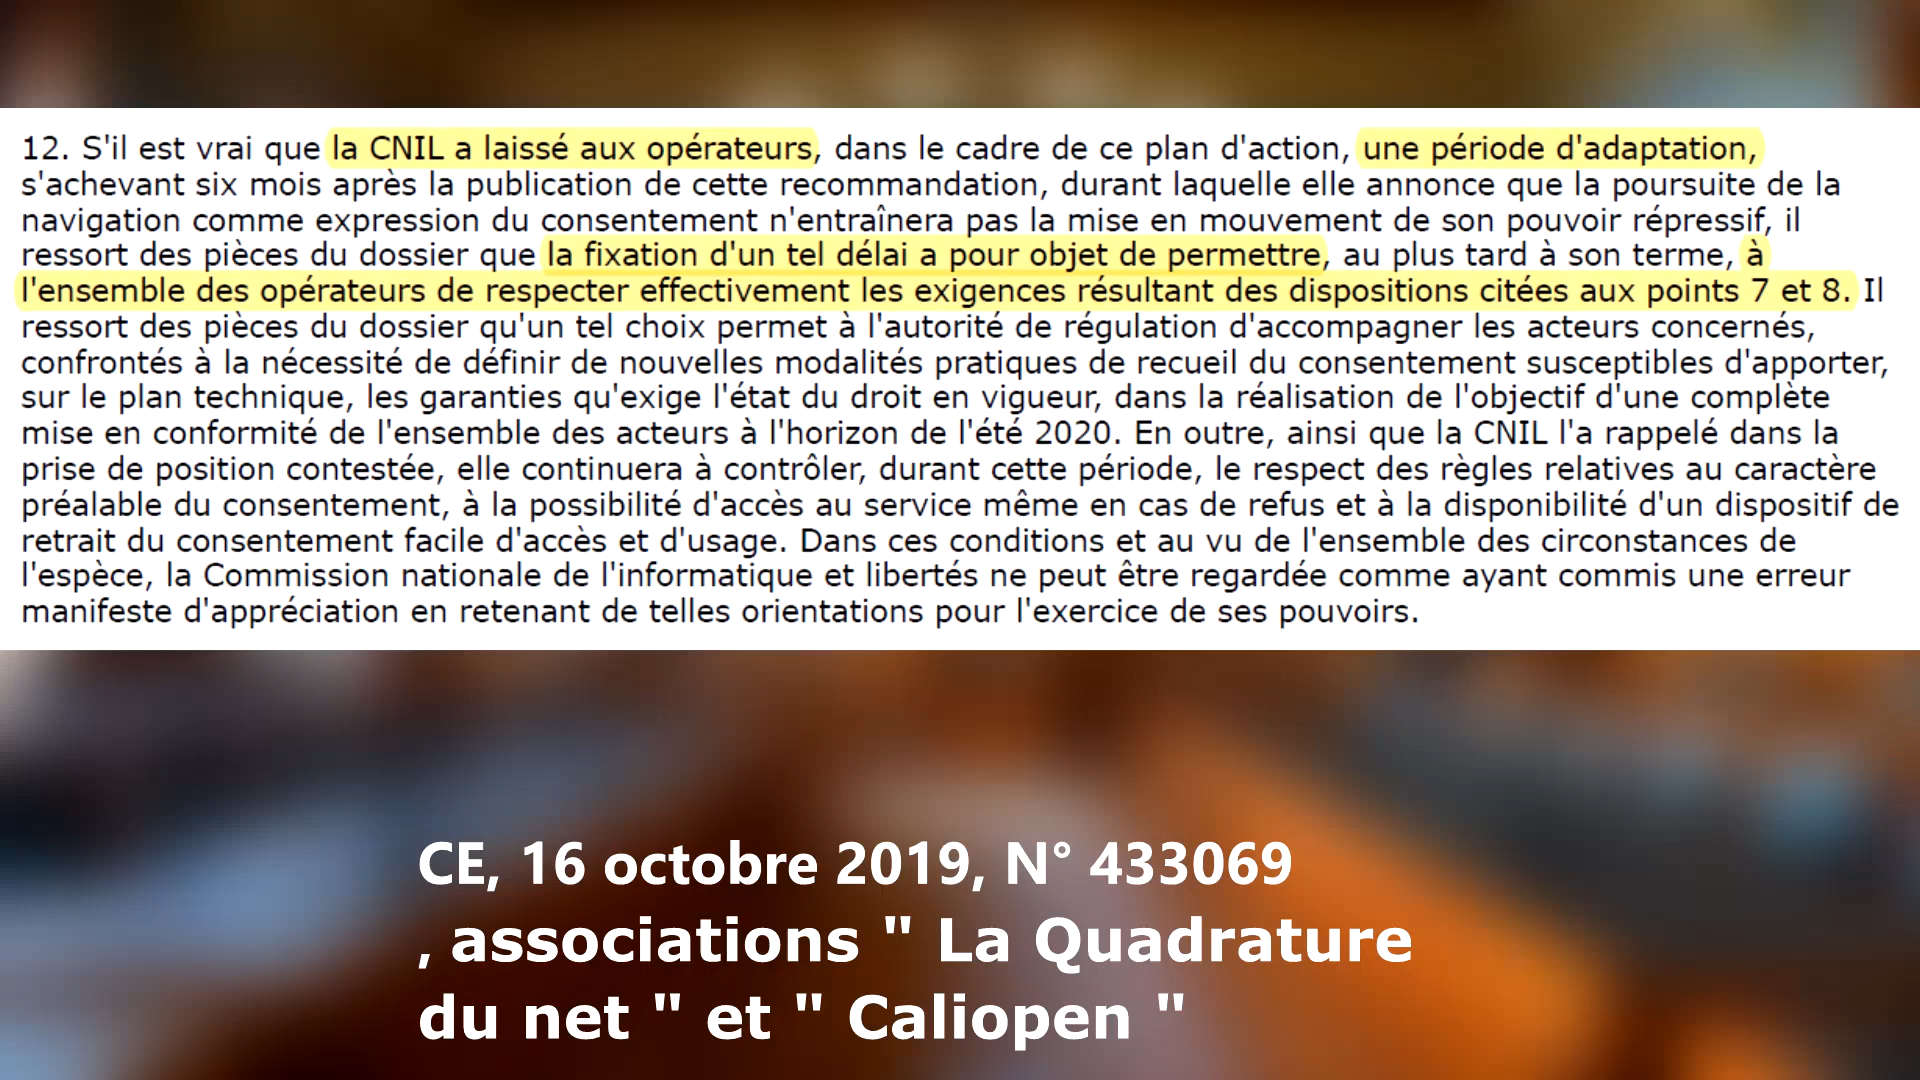 12. S'il est vrai que la CNIL a laissé aux opérateurs, dans le cadre de ce plan d'action, une période d'adaptation,
s'achevant six mois après la publication de cette recommandation, durant laquelle elle annonce que la poursuite de la
navigation comme expression du consentement n'entraînera pas la mise en mouvement de son pouvoir répressif, il
ressort des pièces du dossier que la fixation d'un tel délai a pour objet de permettre, au plus tard à son terme, à
l'ensemble des opérateurs de respecter effectivement les exigences résultant des dispositions citées aux points 7 et 8. Il
ressort des pièces du dossier qu'un tel choix permet à l'autorité de régulation d'accompagner les acteurs concernés,
confrontés à la nécessité de définir de nouvelles modalités pratiques de recueil du consentement susceptibles d'apporter,
sur le plan technique, les garanties qu'exige l'état du droit en vigueur, dans la réalisation de l'objectif d'une complète
mise en conformité de l'ensemble des acteurs à l'horizon de l'été 2020. En outre, ainsi que la CNIL l'a rappelé dans la
prise de position contestée, elle continuera à contrôler, durant cette période, le respect des règles relatives au caractère
préalable du consentement, à la possibilité d'accès au service même en cas de refus et à la disponibilité d'un dispositif de
retrait du consentement facile d'accès et d'usage. Dans ces conditions et au vu de l'ensemble des circonstances de
l'espèce, la Commission nationale de l'informatique et libertés ne peut être regardée comme ayant commis une erreur
manifeste d'appréciation en retenant de telles orientations pour l'exercice de ses pouvoirs.
CE, 16 octobre 2019, N° 433069
, associations " La Quadrature
du net " et " Caliopen "